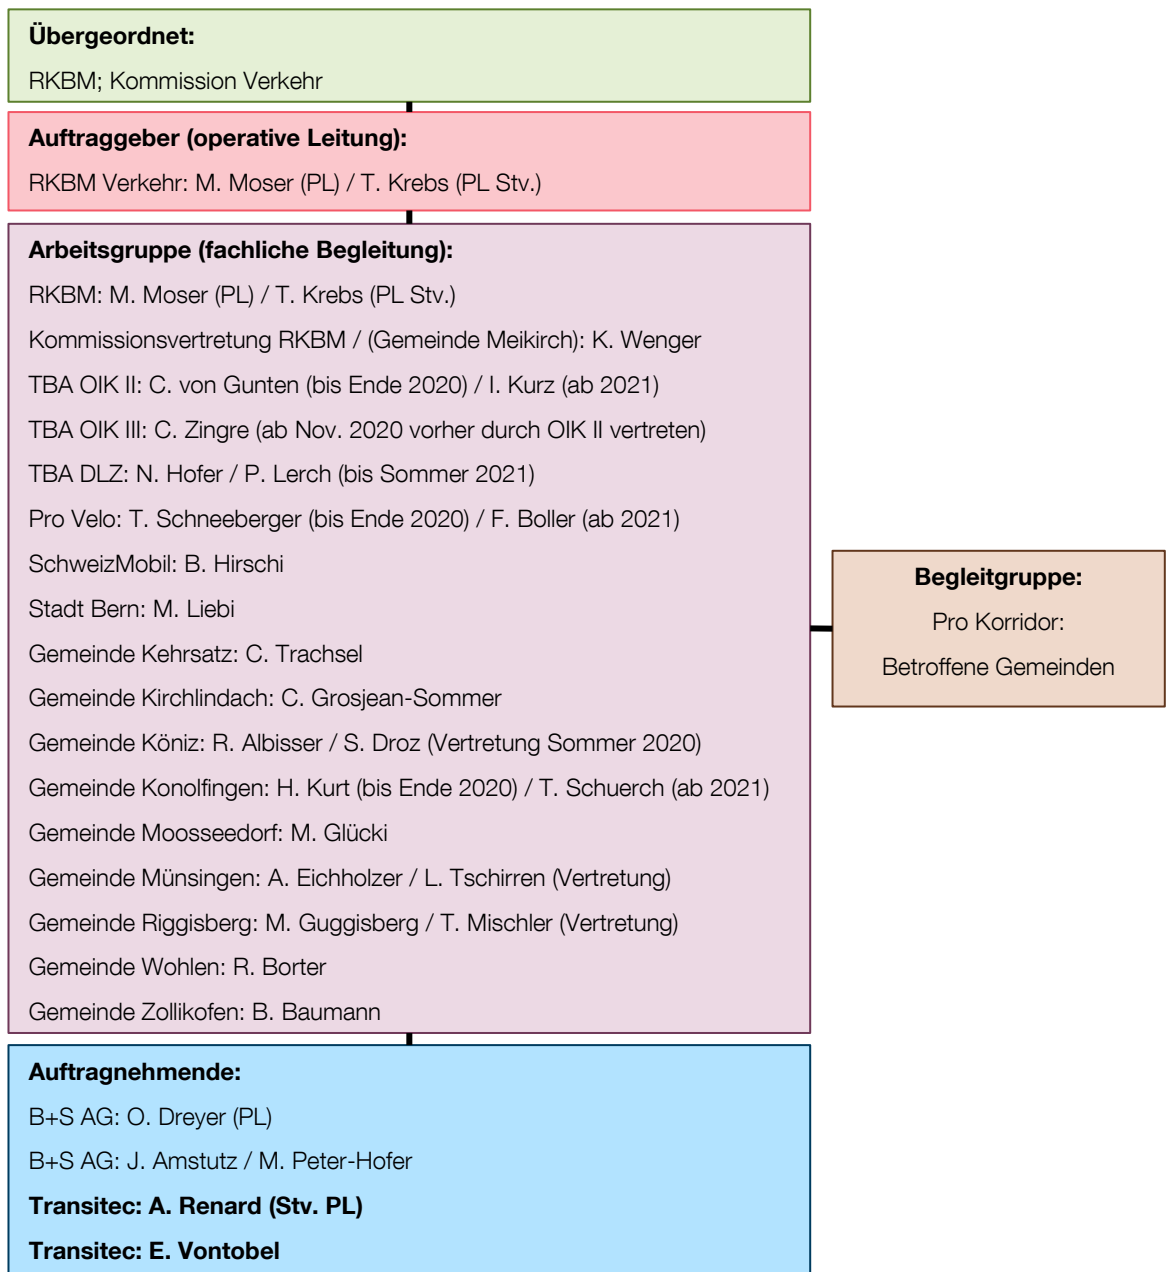 Übergeordnet:
RKBM; Kommission Verkehr
Auftraggeber (operative Leitung):
RKBM Verkehr: M. Moser (PL) / T. Krebs (PL Stv.)
Arbeitsgruppe (fachliche Begleitung):
RKBM: M. Moser (PL) / T. Krebs (PL Stv.)
Kommissionsvertretung RKBM / (Gemeinde Meikirch): K. Wenger
TBA OIK II: C. von Gunten (bis Ende 2020) / I. Kurz (ab 2021)
TBA OIK III: C. Zingre (ab Nov. 2020 vorher durch OIK II vertreten)
TBA DLZ: N. Hofer / P. Lerch (bis Sommer 2021)
Pro Velo: T. Schneeberger (bis Ende 2020) / F. Boller (ab 2021)
SchweizMobil: B. Hirschi
Stadt Bern: M. Liebi
Gemeinde Kehrsatz: C. Trachsel
Gemeinde Kirchlindach: C. Grosjean-Sommer
Gemeinde Köniz: R. Albisser / S. Droz (Vertretung Sommer 2020)
Gemeinde Konolfingen: H. Kurt (bis Ende 2020) / T. Schuerch (ab 2021)
Gemeinde Moosseedorf: M. Glücki
Gemeinde Münsingen: A. Eichholzer / L. Tschirren (Vertretung)
Gemeinde Riggisberg: M. Guggisberg / T. Mischler (Vertretung)
Gemeinde Wohlen: R. Borter
Gemeinde Zollikofen: B. Baumann
Begleitgruppe:
Pro Korridor:
Betroffene Gemeinden
Auftragnehmende:
B+S AG: O. Dreyer (PL)
B+S AG: J. Amstutz / M. Peter-Hofer
Transitec: A. Renard (Stv. PL)
Transitec: E. Vontobel